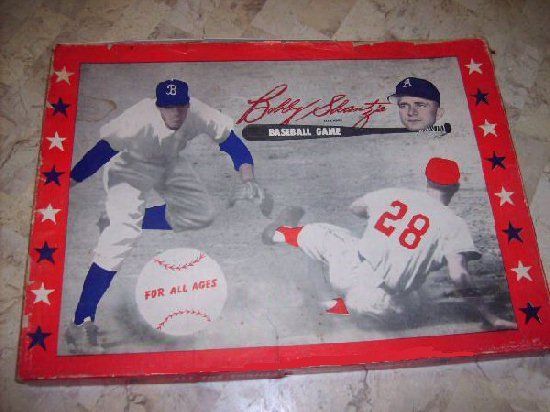 Bobby Shantz
BASEBALL GAME
A
B
28
FOR ALL AGES